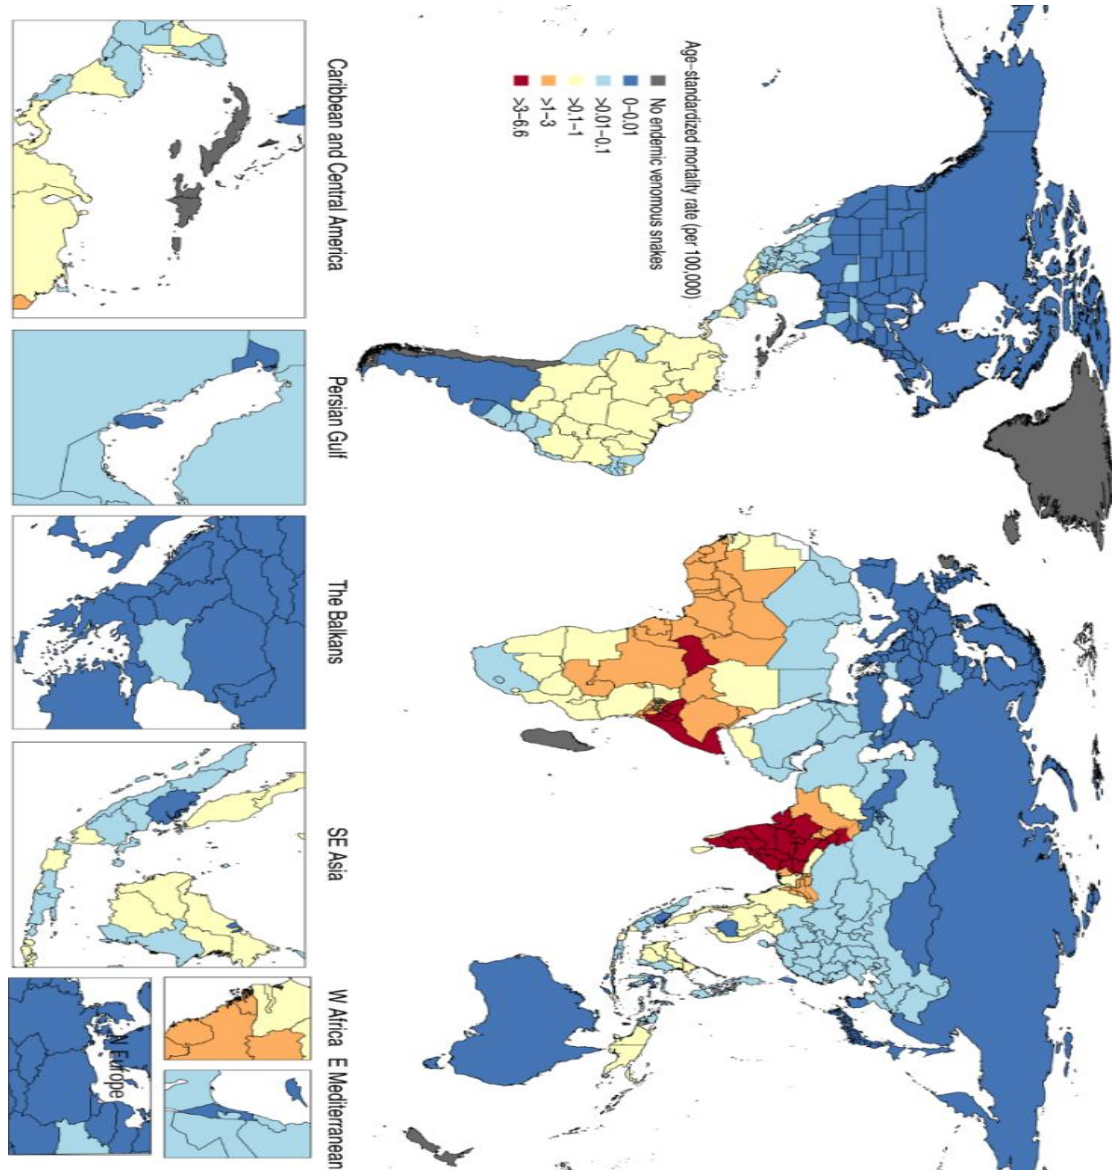 Age-standardized mortality rate (per 100,000)
No endemic venomous snakes
0-0.01
>0.01-0.1
>0.1-1
>1-3
>3-6.6
Caribbean and Central America
Persian Gulf
The Balkans
SE Asia
W Africa
E Mediterranean
N Europe